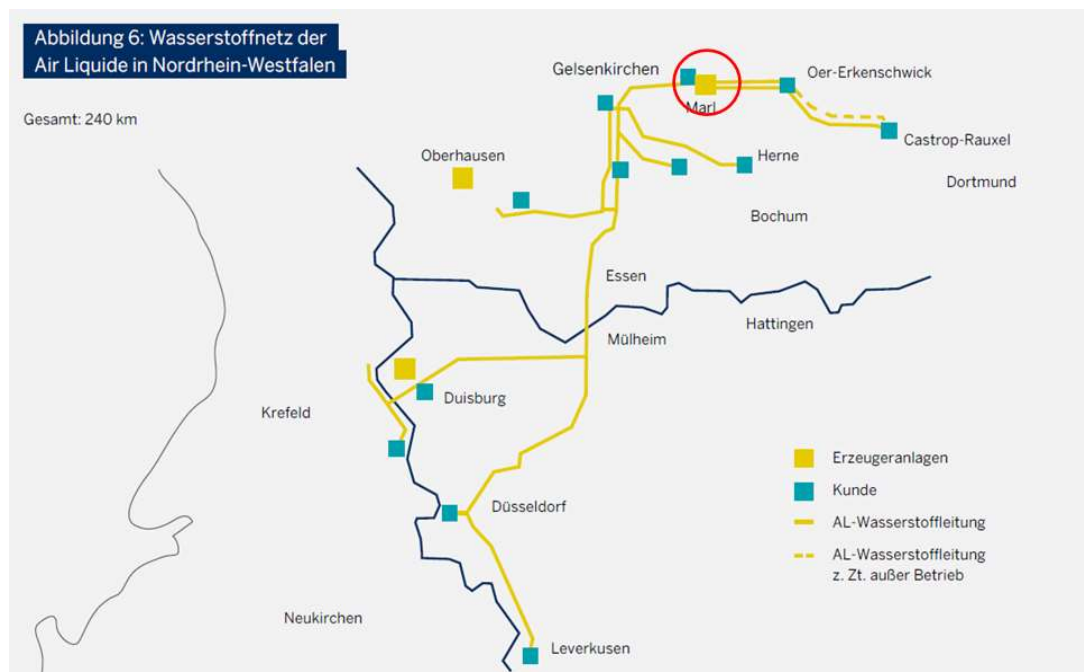 Abbildung 6: Wasserstoffnetz der
Air Liquide in Nordrhein-Westfalen
Gesamt: 240 km
Gelsenkirchen
Oer-Erkenschwick
Marl
Castrop-Rauxel
Oberhausen
Herne
Dortmund
Bochum
Essen
Hattingen
Mülheim
Duisburg
Krefeld
Erzeugeranlagen
Kunde
Düsseldorf
AL-Wasserstoffleitung
AL-Wasserstoffleitung
z. Zt. außer Betrieb
Neukirchen
Leverkusen